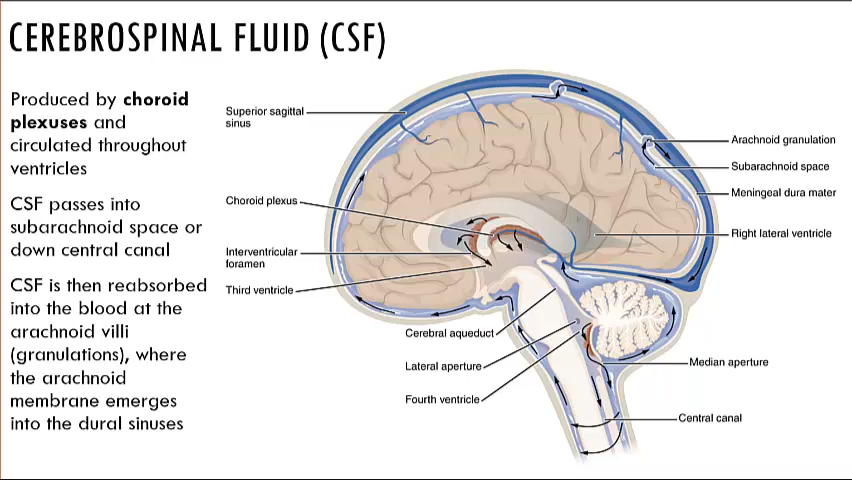 CEREBROSPINAL FLUID (CSF)
Produced by choroid
plexuses and
circulated throughout
ventricles
CSF passes into
subarachnoid space or
down central canal
CSF is then reabsorbed
into the blood at the
arachnoid villi
(granulations), where
the arachnoid
membrane emerges
into the dural sinuses
Superior sagittal
sinus
Choroid plexus
Interventricular
foramen
Third ventricle
Cerebral aqueduct
Lateral aperture
Fourth ventricle
Arachnoid granulation
Subarachnoid space
Meningeal dura mater
Right lateral ventricle
Median aperture
Central canal